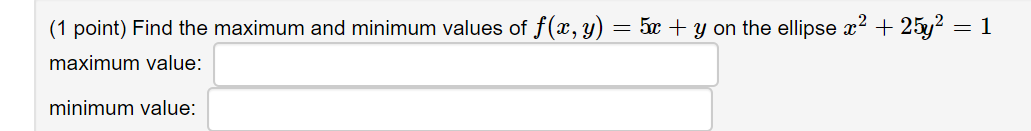 (1 point) Find the maximum and minimum values of f(x, y) = 5x + y on the ellipse x² + 25y² = 1
maximum value:
minimum value: